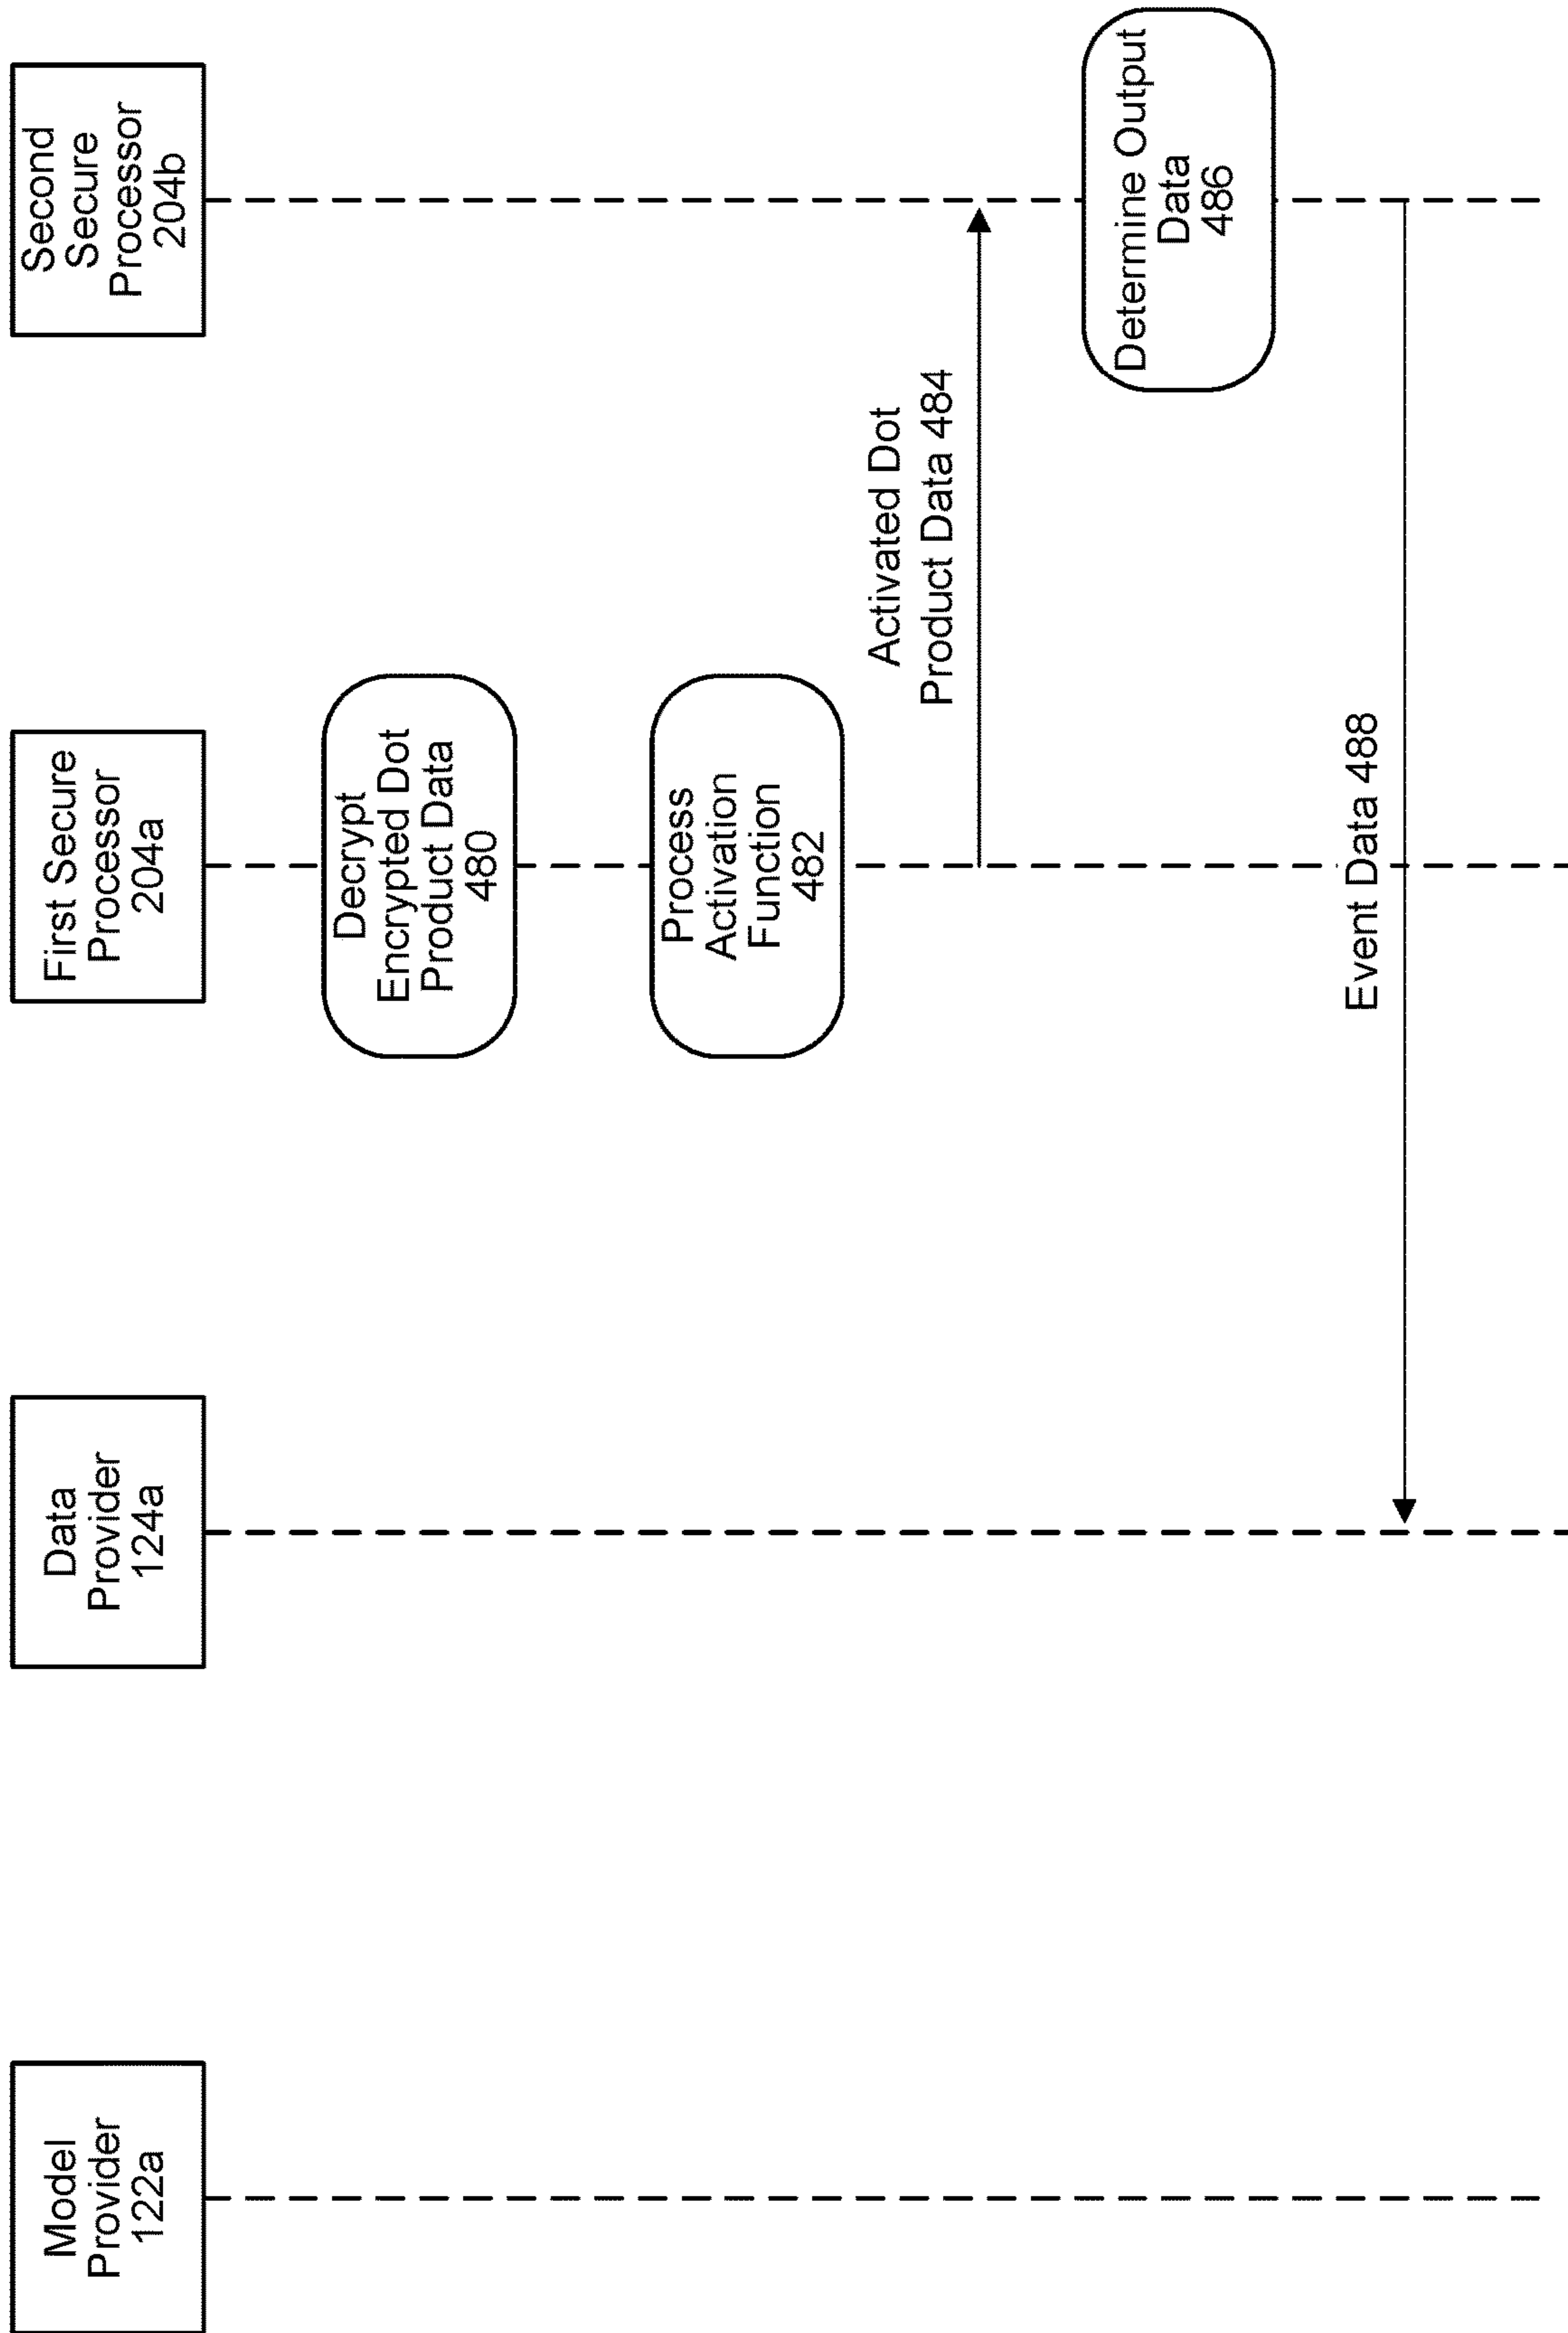 Model
Provider
122a
Data
Provider
124a
First Secure
Processor
204a
Second
Secure
Processor
204b
Decrypt
Encrypted Dot
Product Data
480
Process
Activation
Function
482
Activated Dot
Product Data 484
Determine Output
Data
486
Event Data 488